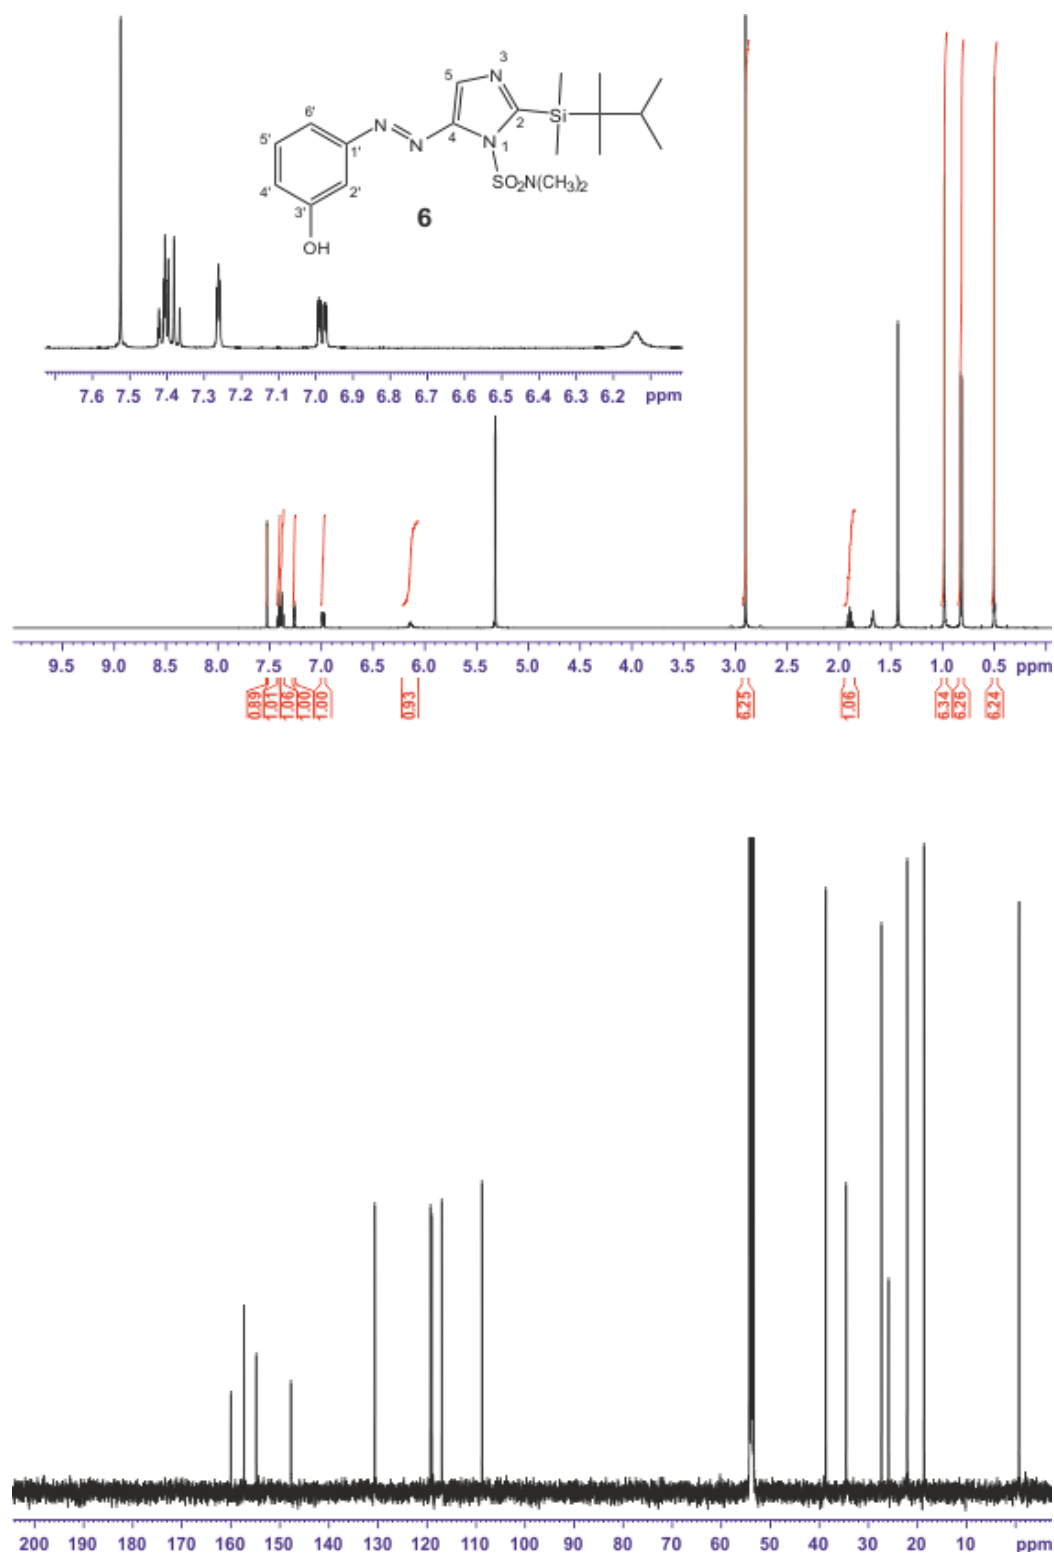 3
5
N
6'
N
Si
5'
2
4
N
1
N
1'
4'
2'
SO2N(CH3)2
3'
6
OH
7.6 7.5 7.4 7.3 7.2 7.1 7.0 6.9 6.8 6.7 6.6 6.5 6.4 6.3 6.2 ppm
9.5 9.0 8.0 7.5 7.0 6.5 6.0 5.5 5.0 4.5 4.0 3.5 3.0 2.5 2.0 1.5 1.0 0.5 ppm
0.89 1.01 1.06 1.00 1.00 0.93 6.25 1.06 6.34 6.26 6.24
200 190 180 170 160 150 140 130 120 110 100 90 80 70 60 50 40 30 20 10 ppm